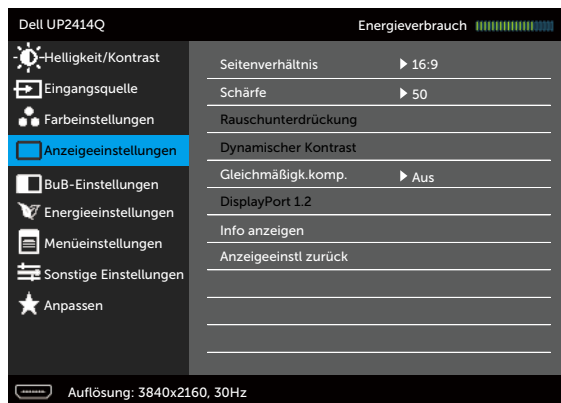 Dell UP2414Q
Energieverbrauch
Helligkeit/Kontrast
Eingangsquelle
Farbeinstellungen
Anzeigeeinstellungen
BuB-Einstellungen
Energieeinstellungen
Menüeinstellungen
Sonstige Einstellungen
Anpassen
Seitenverhältnis 16:9
Schärfe 50
Rauschunterdrückung
Dynamischer Kontrast
Gleichmäßigk.komp. Aus
DisplayPort 1.2
Info anzeigen
Anzeigeeinstl zurück
Auflösung: 3840x2160, 30Hz